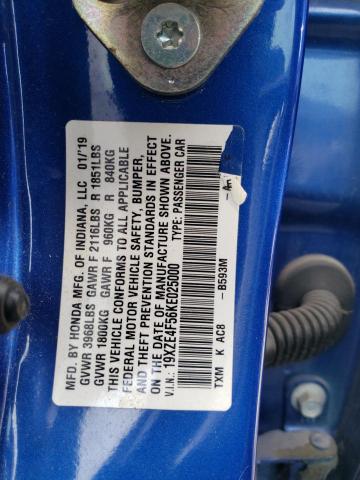 MFD. BY HONDA MFG. OF INDIANA, LLC 01/'19
GVWR 3968LBS GAWR F 2116LBS R 1851LBS
GVWR 1800KG GAWR F 960KG R 840KG
THIS VEHICLE CONFORMS TO ALL APPLICABLE
FEDERAL MOTOR VEHICLE SAFETY, BUMPER,
AND THEFT PREVENTION STANDARDS IN EFFECT
ON THE DATE OF MANUFACTURE SHOWN ABOVE.
V.I.N.: 19XZE4F56KE025000 TYPE: PASSENGER CAR
TXM K AC8 -B593M